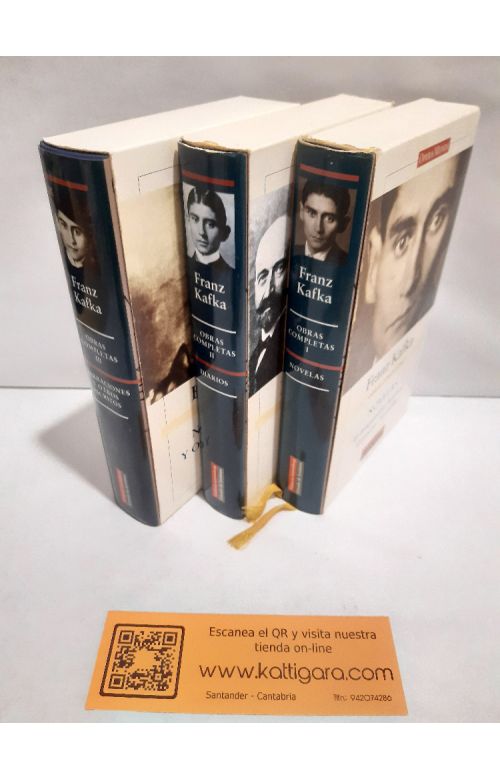 Franz
Kafka
OBRAS
COMPLETAS
III
NARRACIONES
Y OTROS
ESCRITOS
Franz
Kafka
OBRAS
COMPLETAS
II
DIARIOS
Franz
Kafka
OBRAS
COMPLETAS
I
NOVELAS
Franz Kafka
Escanea el QR y visita nuestra
tienda on-line
www.kattigara.com
Santander - Cantabria
Tlfn.: 942074286